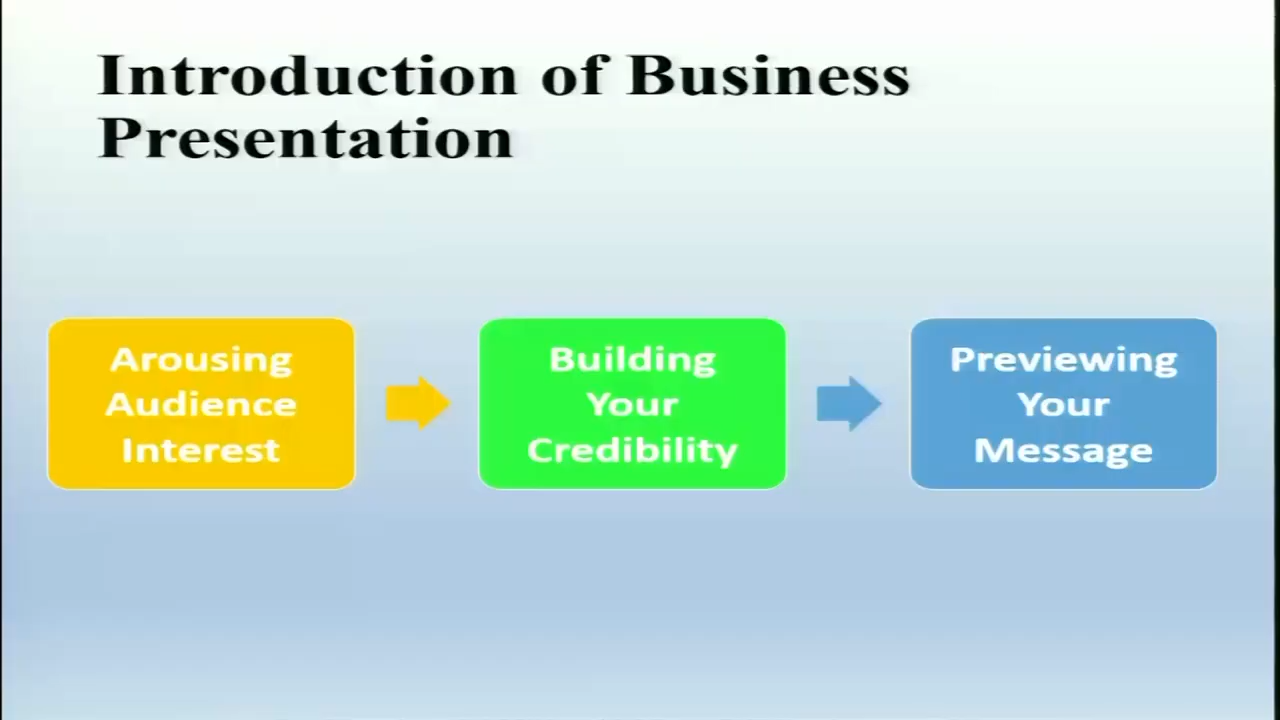 Introduction of Business
Presentation
Arousing
Audience
Interest
Building
Your
Credibility
Previewing
Your
Message